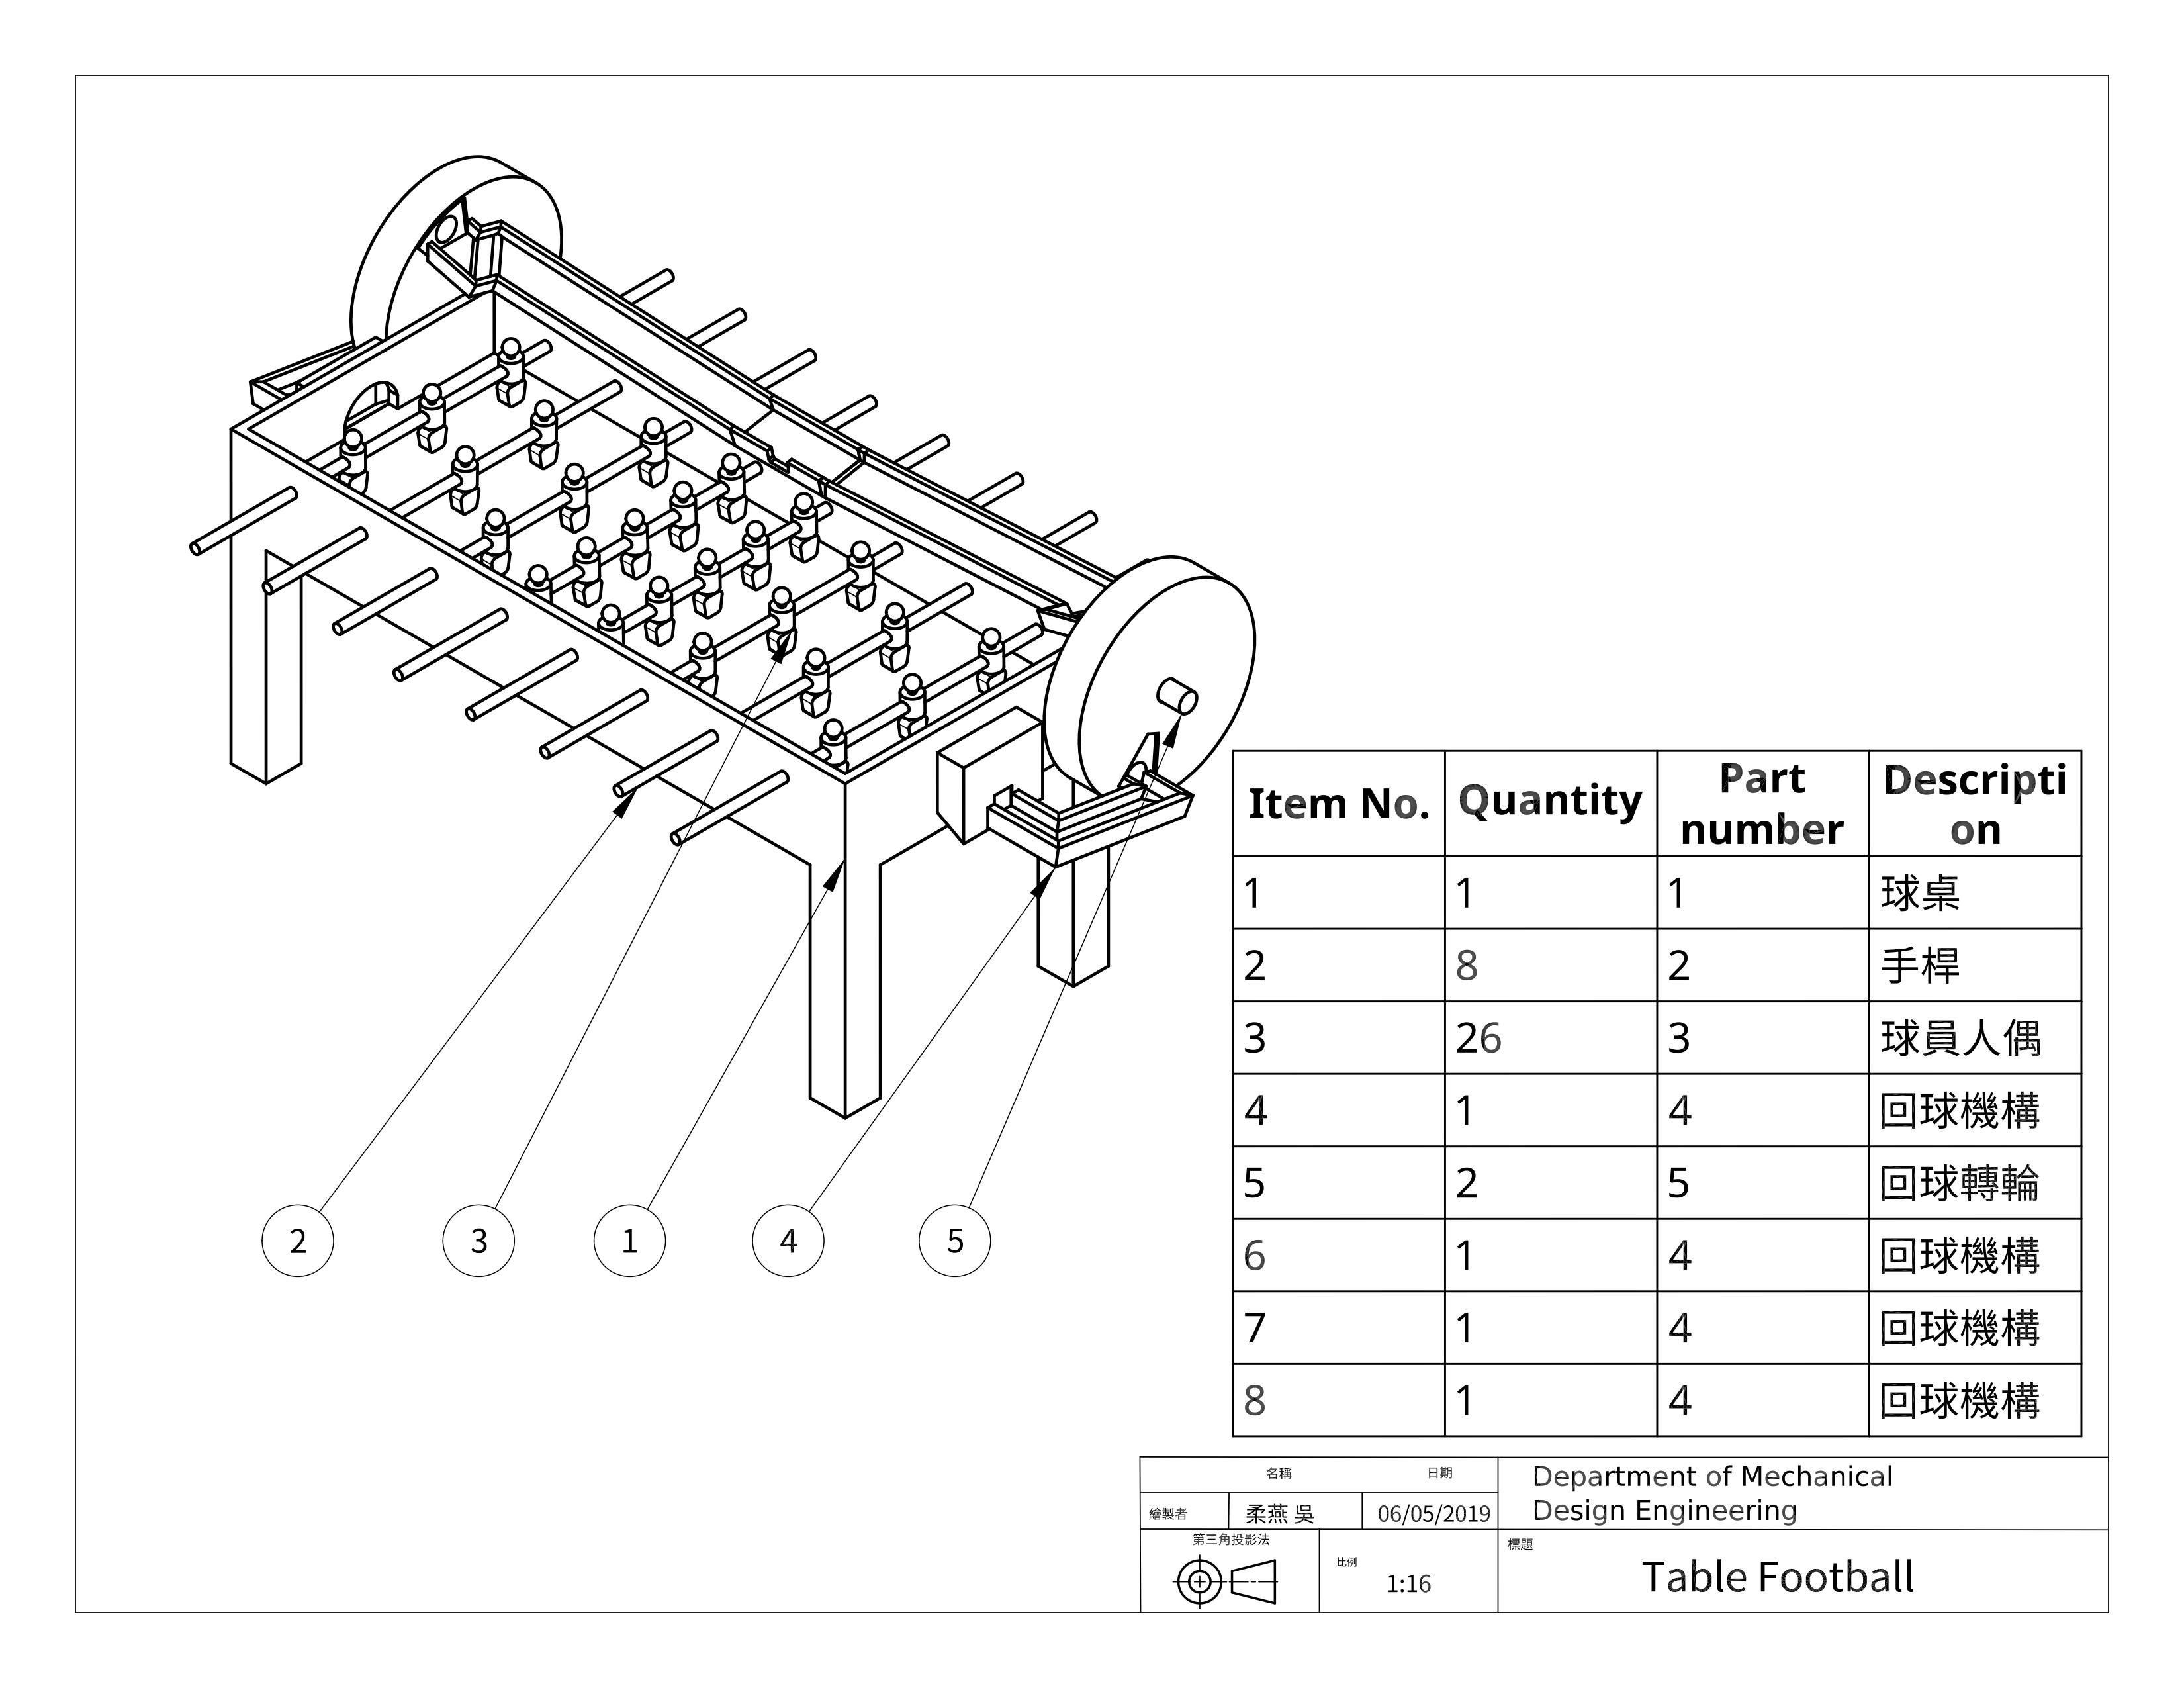 2
3
1
4
5
Item No. Quantity Part number Description
1 1 1 球桌
2 8 2 手桿
3 26 3 球員人偶
4 1 4 回球機構
5 2 5 回球轉輪
6 1 4 回球機構
7 1 4 回球機構
8 1 4 回球機構
名稱 日期
繪製者 柔燕 吳 06/05/2019
Department of Mechanical
Design Engineering
第三角投影法
比例
1:16
標題
Table Football